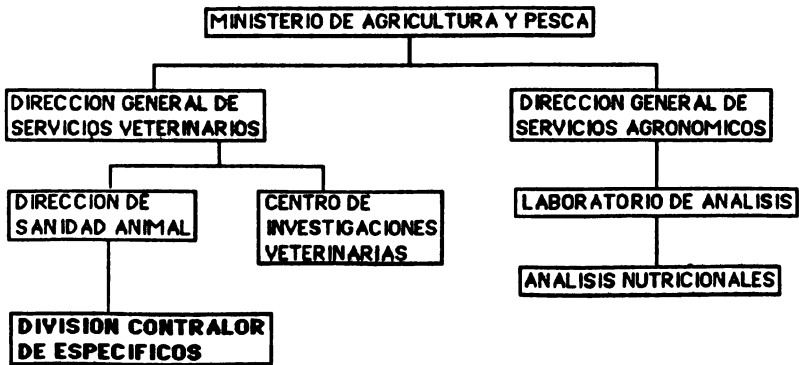 MINISTERIO DE AGRICULTURA Y PESCA
DIRECCION GENERAL DE
SERVICIOS VETERINARIOS
DIRECCION GENERAL DE
SERVICIOS AGRONOMICOS
DIRECCION DE
SANIDAD ANIMAL
CENTRO DE
INVESTIGACIONES
VETERINARIAS
LABORATORIO DE ANALISIS
ANALISIS NUTRICIONALES
DIVISION CONTRALOR
DE ESPECIFICOS